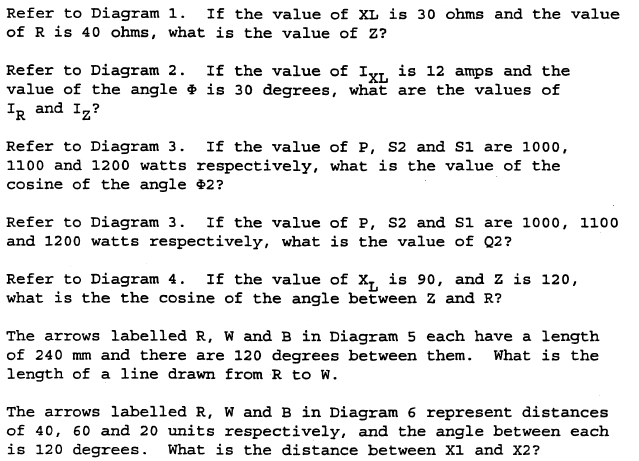 Refer to Diagram 1. If the value of XL is 30 ohms and the value
of R is 40 ohms, what is the value of Z?
Refer to Diagram 2. If the value of IXL is 12 amps and the
value of the angle Φ is 30 degrees, what are the values of
IR and IZ?
Refer to Diagram 3. If the value of P, S2 and S1 are 1000,
1100 and 1200 watts respectively, what is the value of the
cosine of the angle Φ2?
Refer to Diagram 3. If the value of P, S2 and S1 are 1000, 1100
and 1200 watts respectively, what is the value of Q2?
Refer to Diagram 4. If the value of XL is 90, and Z is 120,
what is the the cosine of the angle between Z and R?
The arrows labelled R, W and B in Diagram 5 each have a length
of 240 mm and there are 120 degrees between them. What is the
length of a line drawn from R to W.
The arrows labelled R, W and B in Diagram 6 represent distances
of 40, 60 and 20 units respectively, and the angle between each
is 120 degrees. What is the distance between X1 and X2?